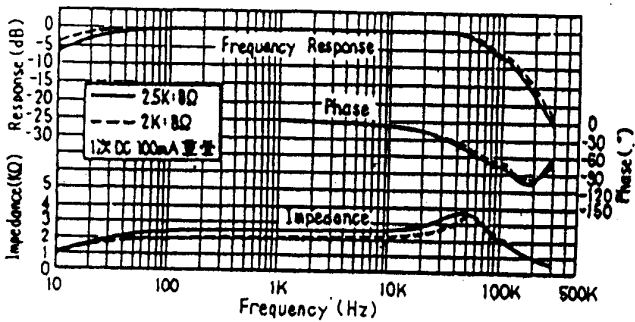 Response (dB)
0
-5
-10
-15
-20
-25
-30
Frequency Response
2.5K:8Ω
2K:8Ω
1次DC 100mA 重畳
Phase
0
-30
-60
-90
-120
-150
Phase(°)
Impedance(KΩ)
5
4
3
2
1
0
Impedance
10
100
1K
10K
100K
500K
Frequency (Hz)